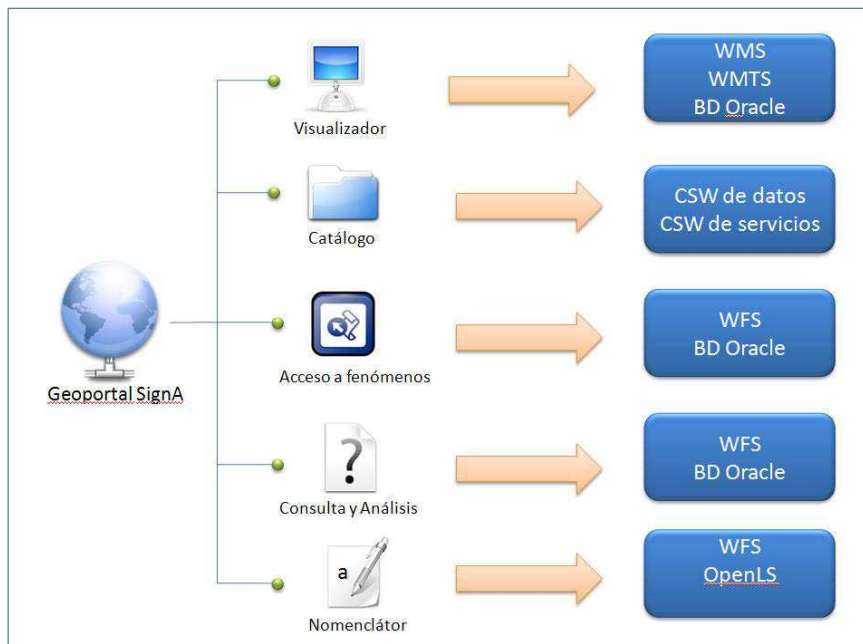 Visualizador
WMS
WMTS
BD Oracle
Catálogo
CSW de datos
CSW de servicios
Geoportal SignA
Acceso a fenómenos
WFS
BD Oracle
?
Consulta y Análisis
WFS
BD Oracle
a
Nomenclátor
WFS
OpenLS